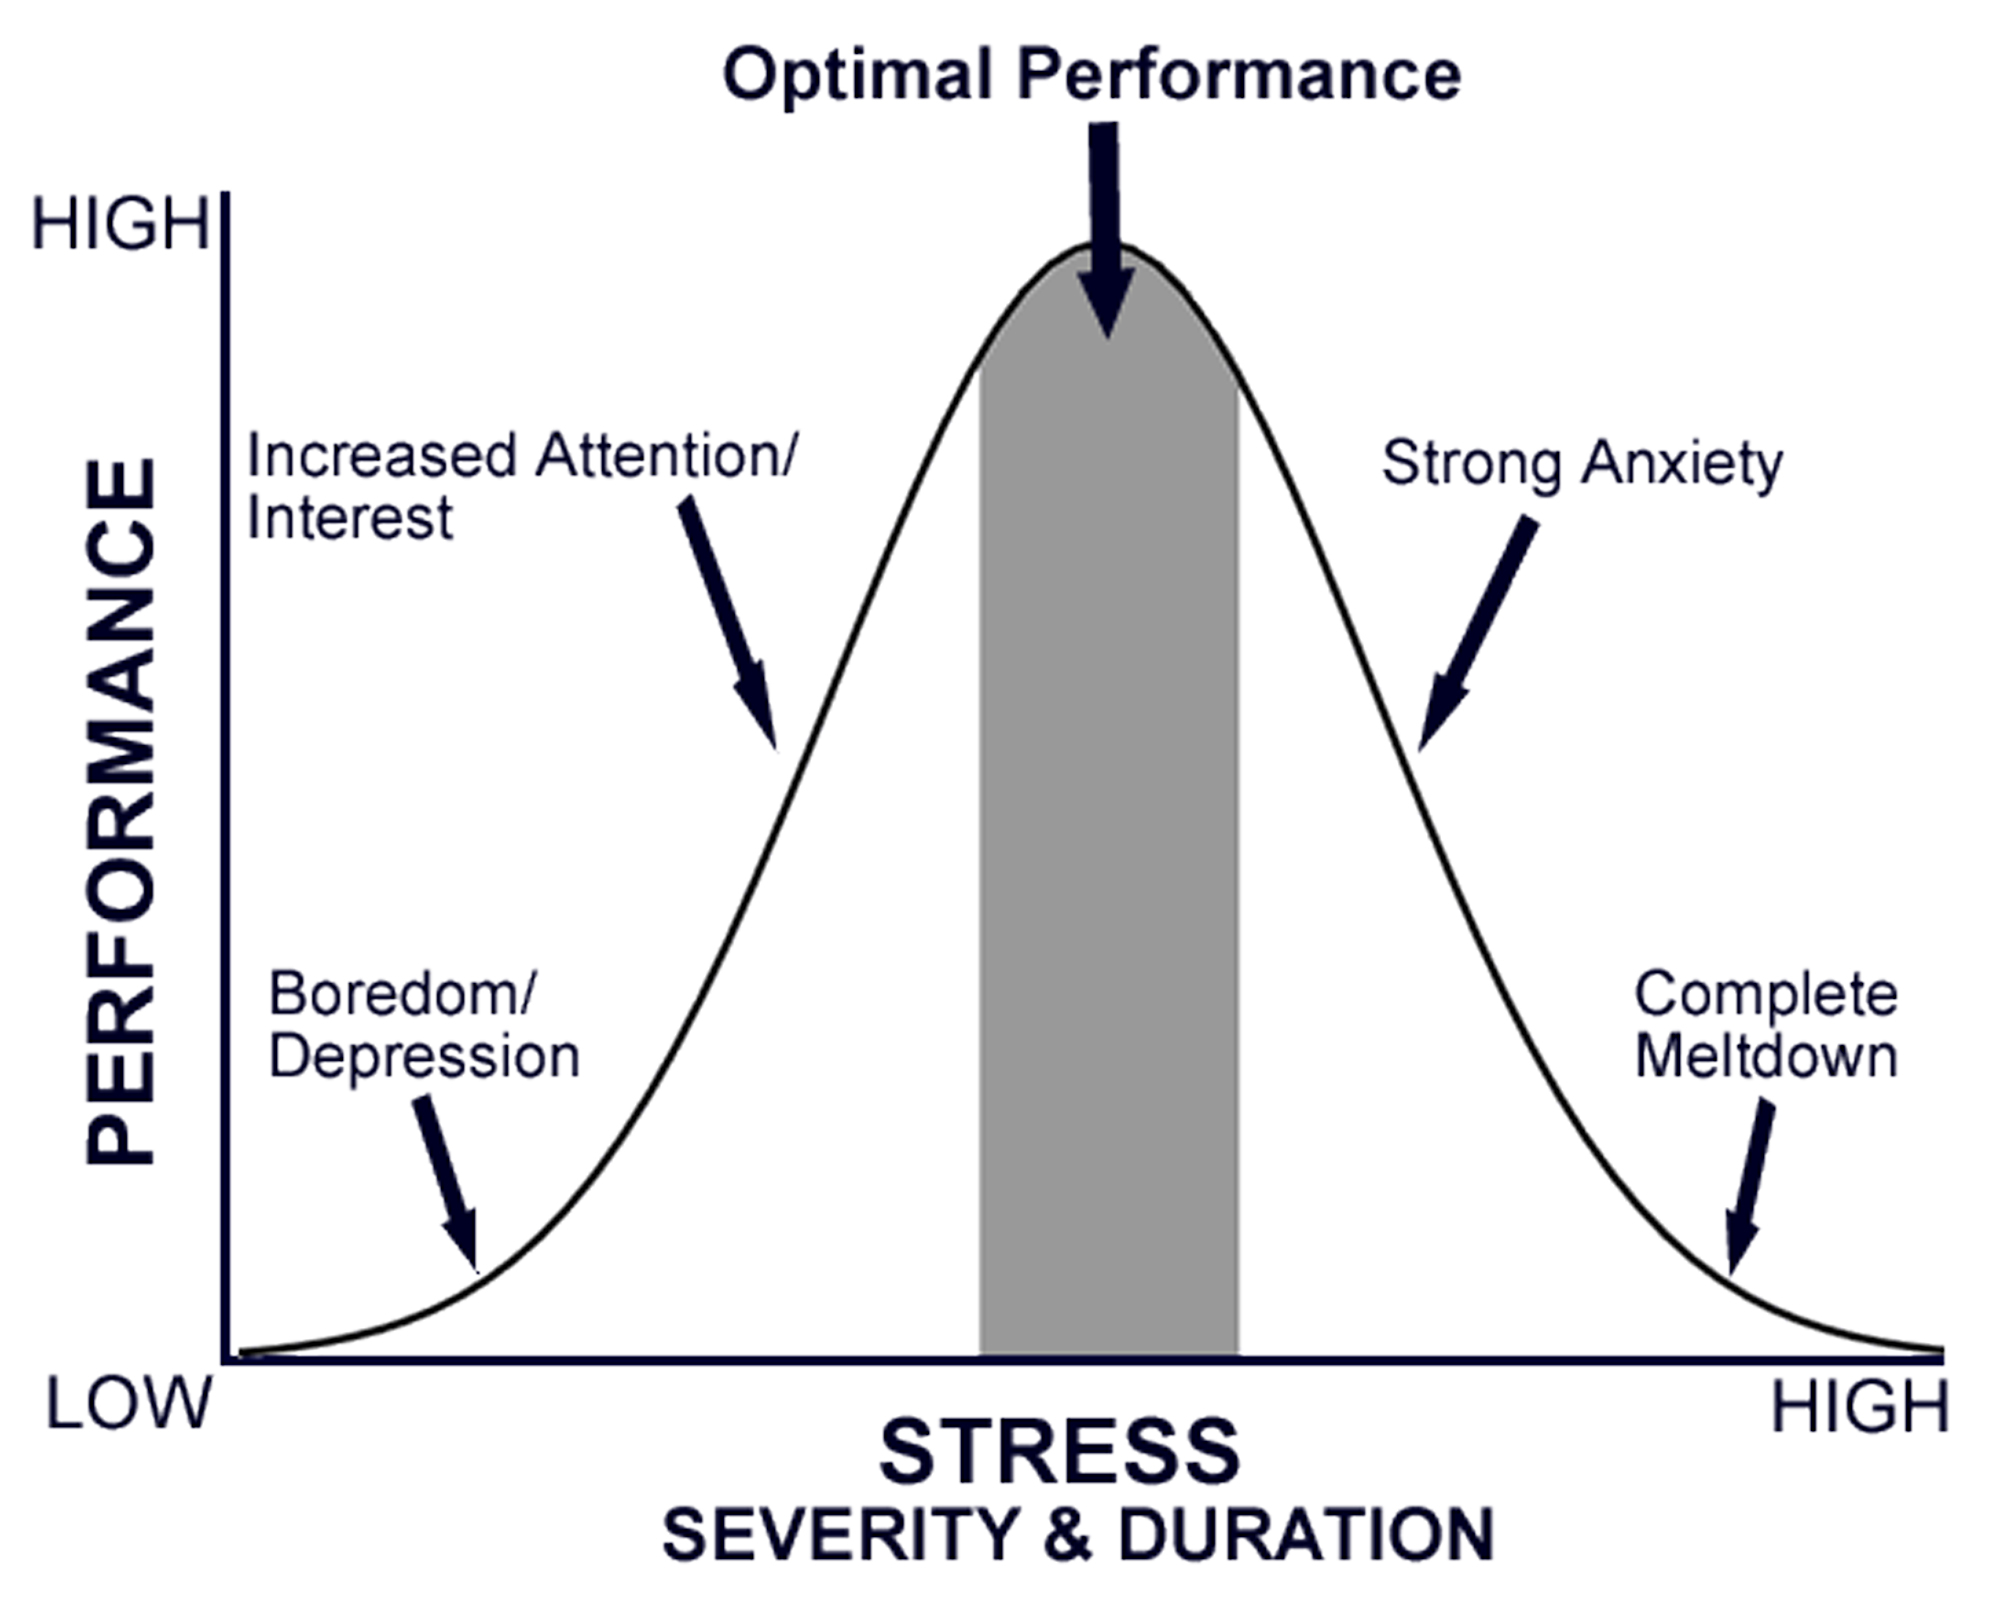 Optimal Performance
HIGH
Increased Attention/
Interest
Strong Anxiety
PERFORMANCE
Boredom/
Depression
Complete
Meltdown
LOW
HIGH
STRESS
SEVERITY & DURATION